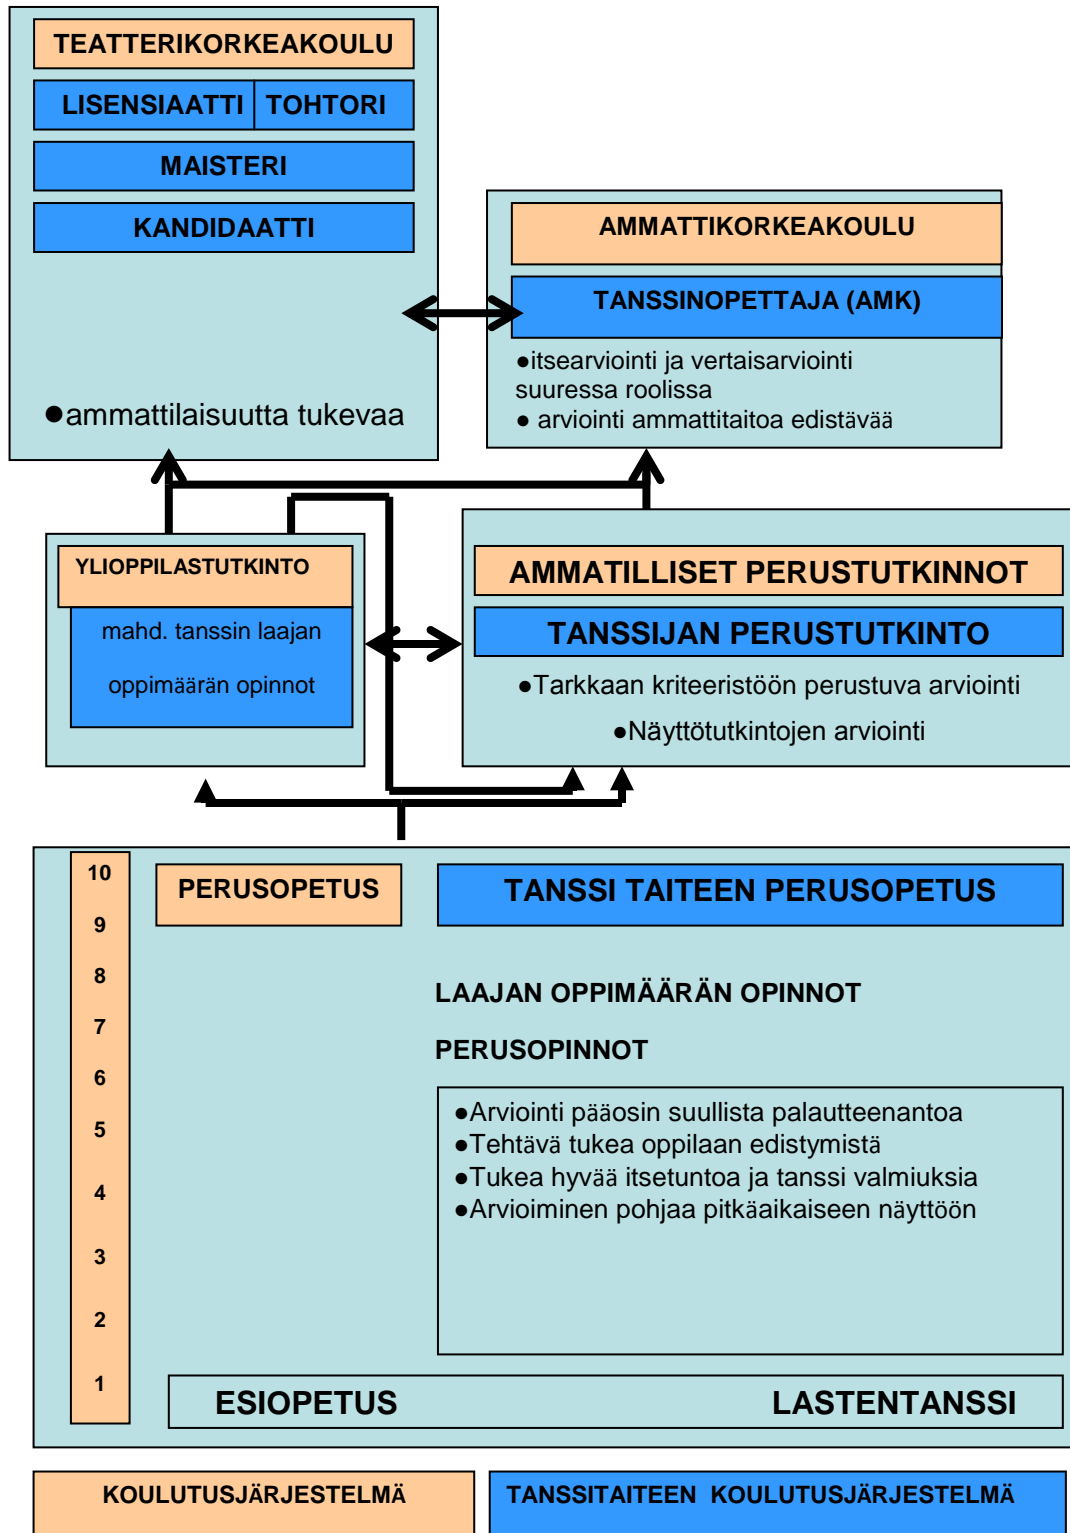 TEATTERIKORKEAKOULU
LISENSIAATTI TOHTORI
MAISTERI
KANDIDAATTI
●ammattilaisuutta tukevaa
AMMATTIKORKEAKOULU
TANSSINOPETTAJA (AMK)
●itsearviointi ja vertaisarviointi
suuressa roolissa
● arviointi ammattitaitoa edistävää
YLIOPPILASTUTKINTO
mahd. tanssin laajan
oppimäärän opinnot
AMMATILLISET PERUSTUTKINNOT
TANSSIJAN PERUSTUTKINTO
●Tarkkaan kriteeristöön perustuva arviointi
●Näyttötutkintojen arviointi
10
9
8
7
6
5
4
3
2
1
PERUSOPETUS
TANSSI TAITEEN PERUSOPETUS
LAAJAN OPPIMÄÄRÄN OPINNOT
PERUSOPINNOT
●Arviointi pääosin suullista palautteenantoa
●Tehtävä tukea oppilaan edistymistä
●Tukea hyvää itsetuntoa ja tanssi valmiuksia
●Arvioiminen pohjaa pitkäaikaiseen näyttöön
ESIOPETUS LASTENTANSSI
KOULUTUSJÄRJESTELMÄ
TANSSITAITEEN KOULUTUSJÄRJESTELMÄ